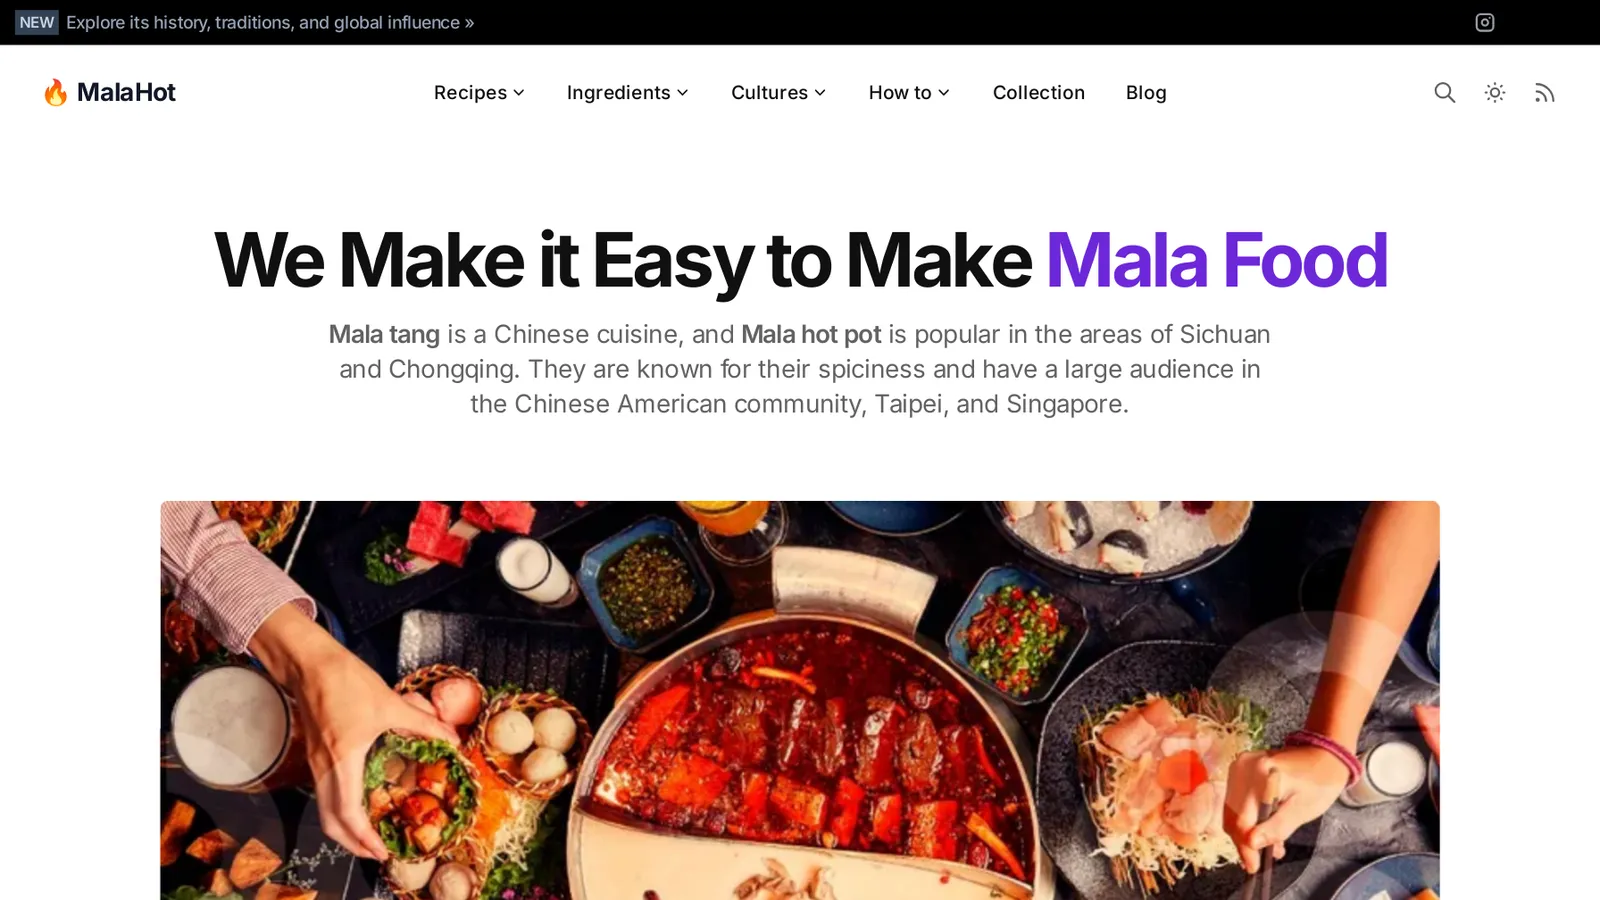 NEW Explore its history, traditions, and global influence »
MalaHot
Recipes Ingredients Cultures How to Collection Blog
We Make it Easy to Make Mala Food
Mala tang is a Chinese cuisine, and Mala hot pot is popular in the areas of Sichuan
and Chongqing. They are known for their spiciness and have a large audience in
the Chinese American community, Taipei, and Singapore.